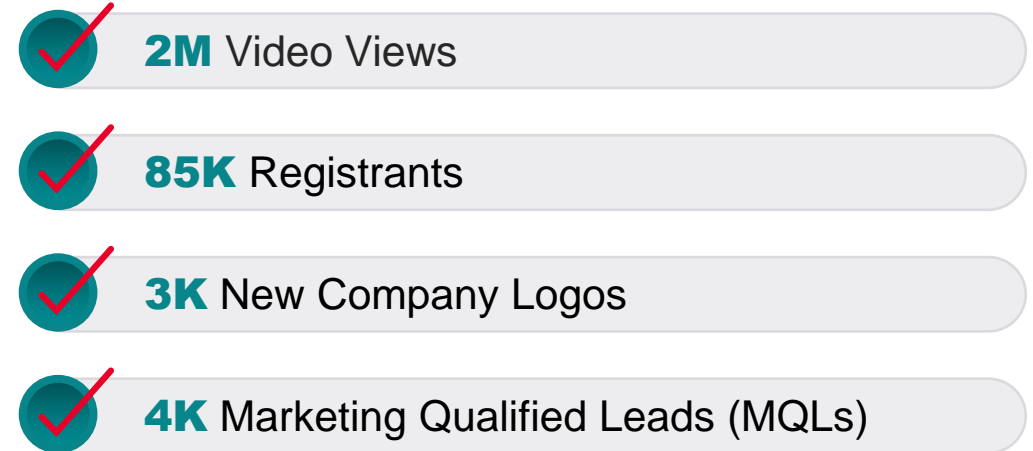 2M Video Views
85K Registrants
3K New Company Logos
4K Marketing Qualified Leads (MQLs)